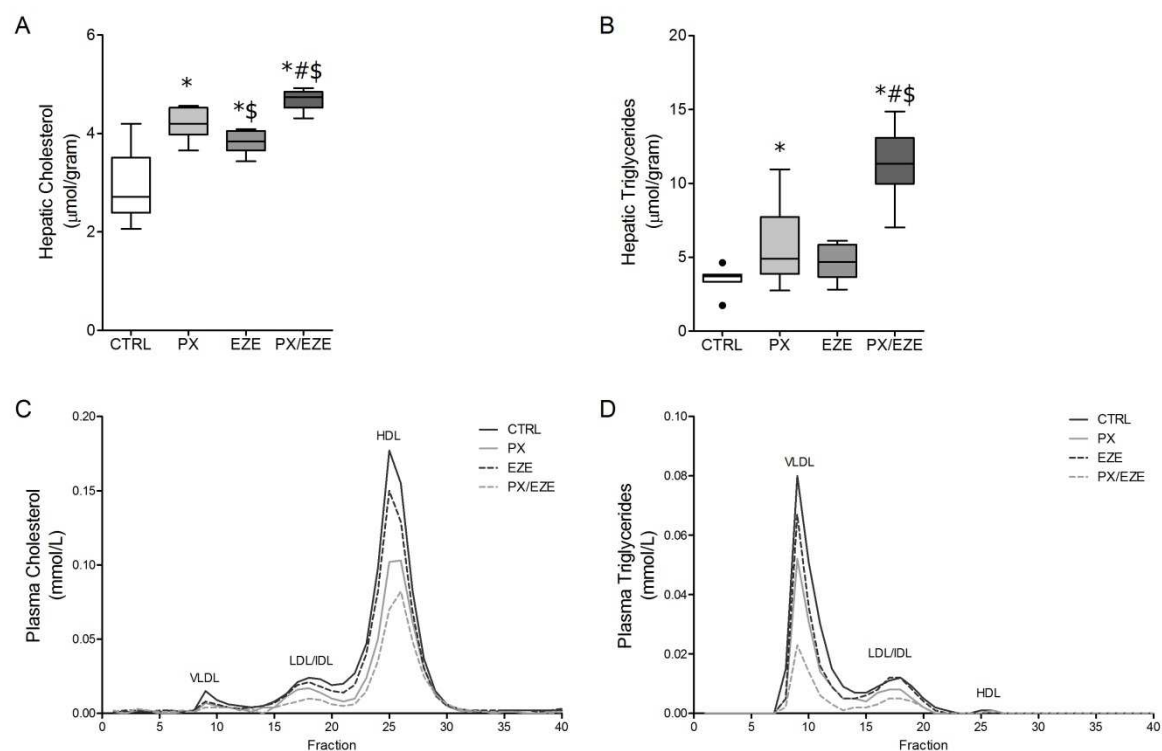 A
Hepatic Cholesterol
(μmol/gram)
6
4
2
0
*
*$
*#$
CTRL PX EZE PX/EZE
B
Hepatic Triglycerides
(μmol/gram)
20
15
10
5
0
*
*#$
CTRL PX EZE PX/EZE
C
Plasma Cholesterol
(mmol/L)
0.20
0.15
0.10
0.05
0.00
VLDL
LDL/IDL
HDL
CTRL
PX
EZE
PX/EZE
0 5 10 15 20 25 30 35 40
Fraction
D
Plasma Triglycerides
(mmol/L)
0.10
0.08
0.06
0.04
0.02
0.00
VLDL
LDL/IDL
HDL
CTRL
PX
EZE
PX/EZE
0 5 10 15 20 25 30 35 40
Fraction